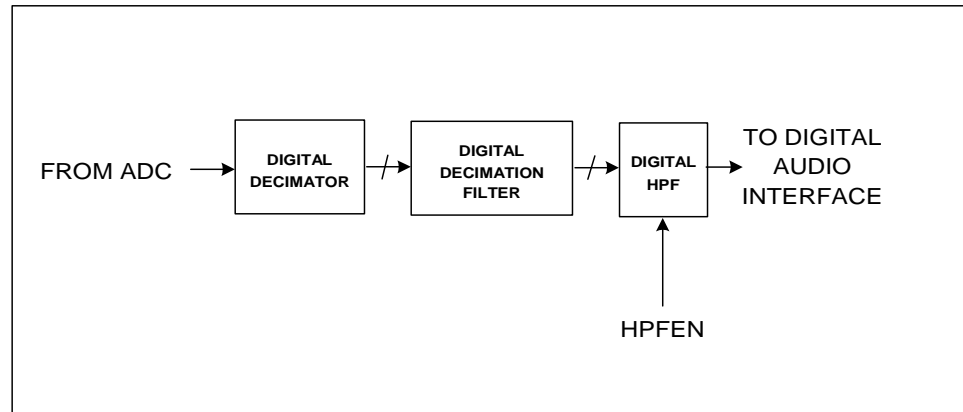 FROM ADC
DIGITAL
DECIMATOR
DIGITAL
DECIMATION
FILTER
DIGITAL
HPF
TO DIGITAL
AUDIO
INTERFACE
HPFEN